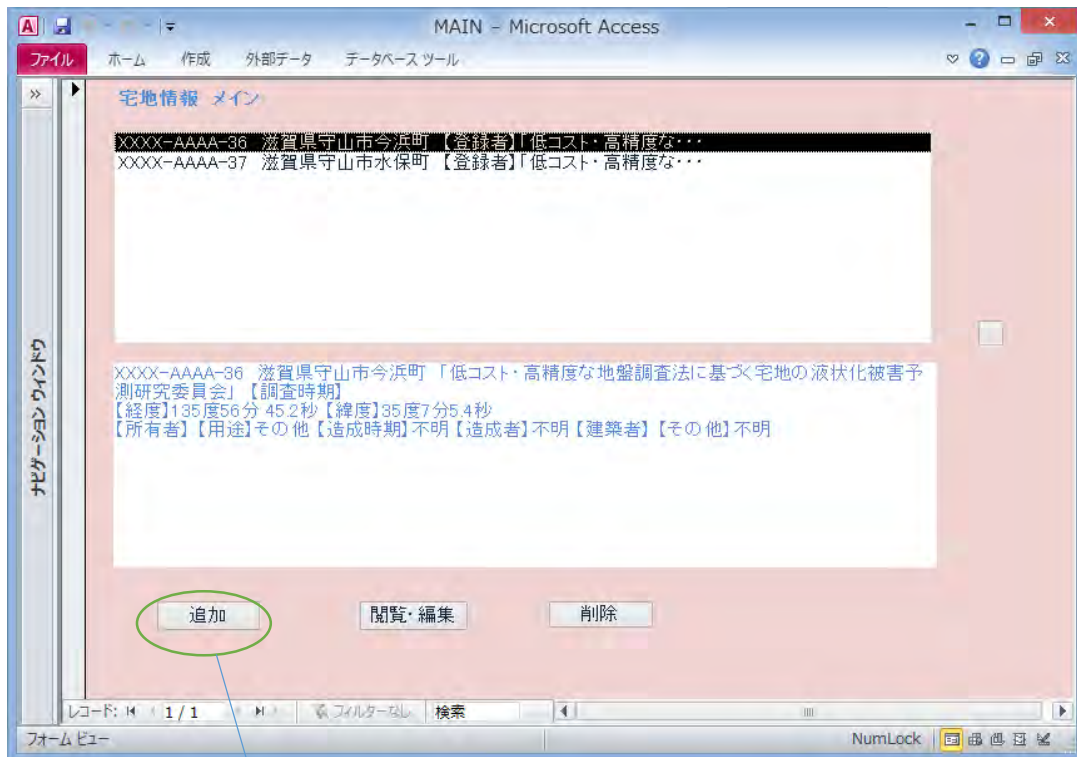 MAIN - Microsoft Access
ファイル ホーム 作成 外部データ データベース ツール
宅地情報 メイン
XXXX-AAAA-36 滋賀県守山市今浜町 【登録者】「低コスト・高精度な・・・
XXXX-AAAA-37 滋賀県守山市水保町 【登録者】「低コスト・高精度な・・・
ナビゲーション ウィンドウ
XXXX-AAAA-36 滋賀県守山市今浜町 「低コスト・高精度な地盤調査法に基づく宅地の液状化被害予
測研究委員会」【調査時期】
【経度】135度56分 45.2秒【緯度】35度7分5.4秒
【所有者】【用途】その他【造成時期】不明【造成者】不明【建築者】【その他】不明
追加 閲覧・編集 削除
レコード: 1 / 1 フィルターなし 検索
フォーム ビュー NumLock